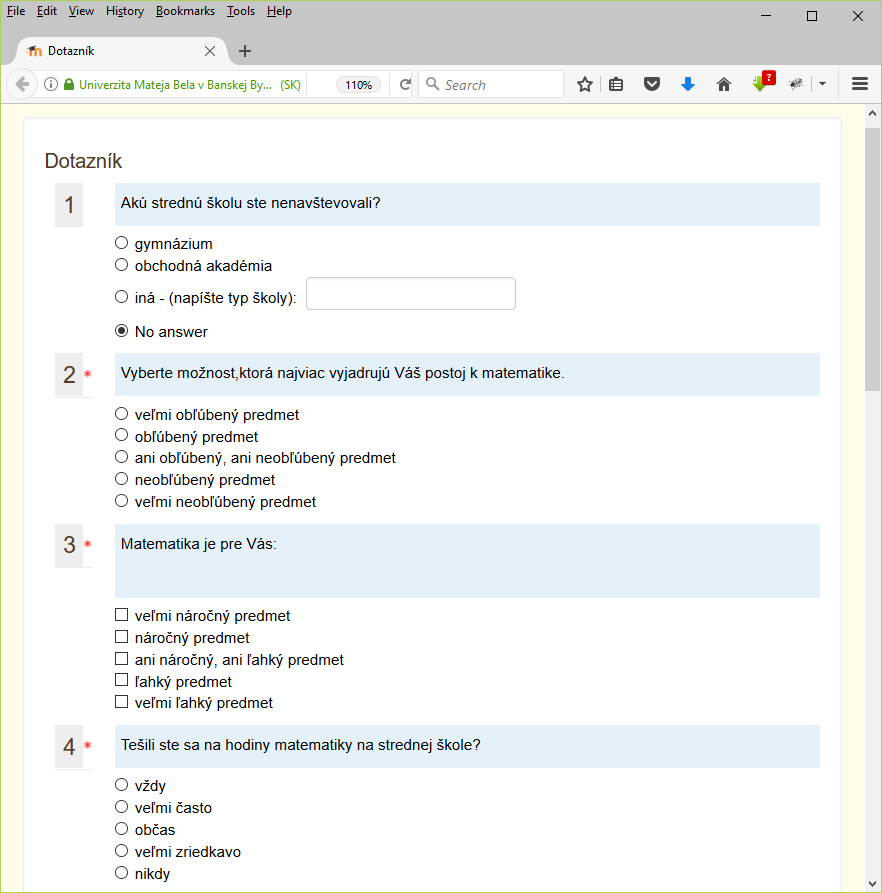 File Edit View History Bookmarks Tools Help
Dotazník
Univerzita Mateja Bela v Banskej By... (SK) 110% Search ?
Dotazník
1 Akú strednú školu ste nenavštevovali?
gymnázium
obchodná akadémia
iná - (napíšte typ školy):
No answer
2 * Vyberte možnost,ktorá najviac vyjadrujú Váš postoj k matematike.
veľmi obľúbený predmet
obľúbený predmet
ani obľúbený, ani neobľúbený predmet
neobľúbený predmet
veľmi neobľúbený predmet
3 * Matematika je pre Vás:
veľmi náročný predmet
náročný predmet
ani náročný, ani ľahký predmet
ľahký predmet
veľmi ľahký predmet
4 * Tešili ste sa na hodiny matematiky na strednej škole?
vždy
veľmi často
občas
veľmi zriedkavo
nikdy